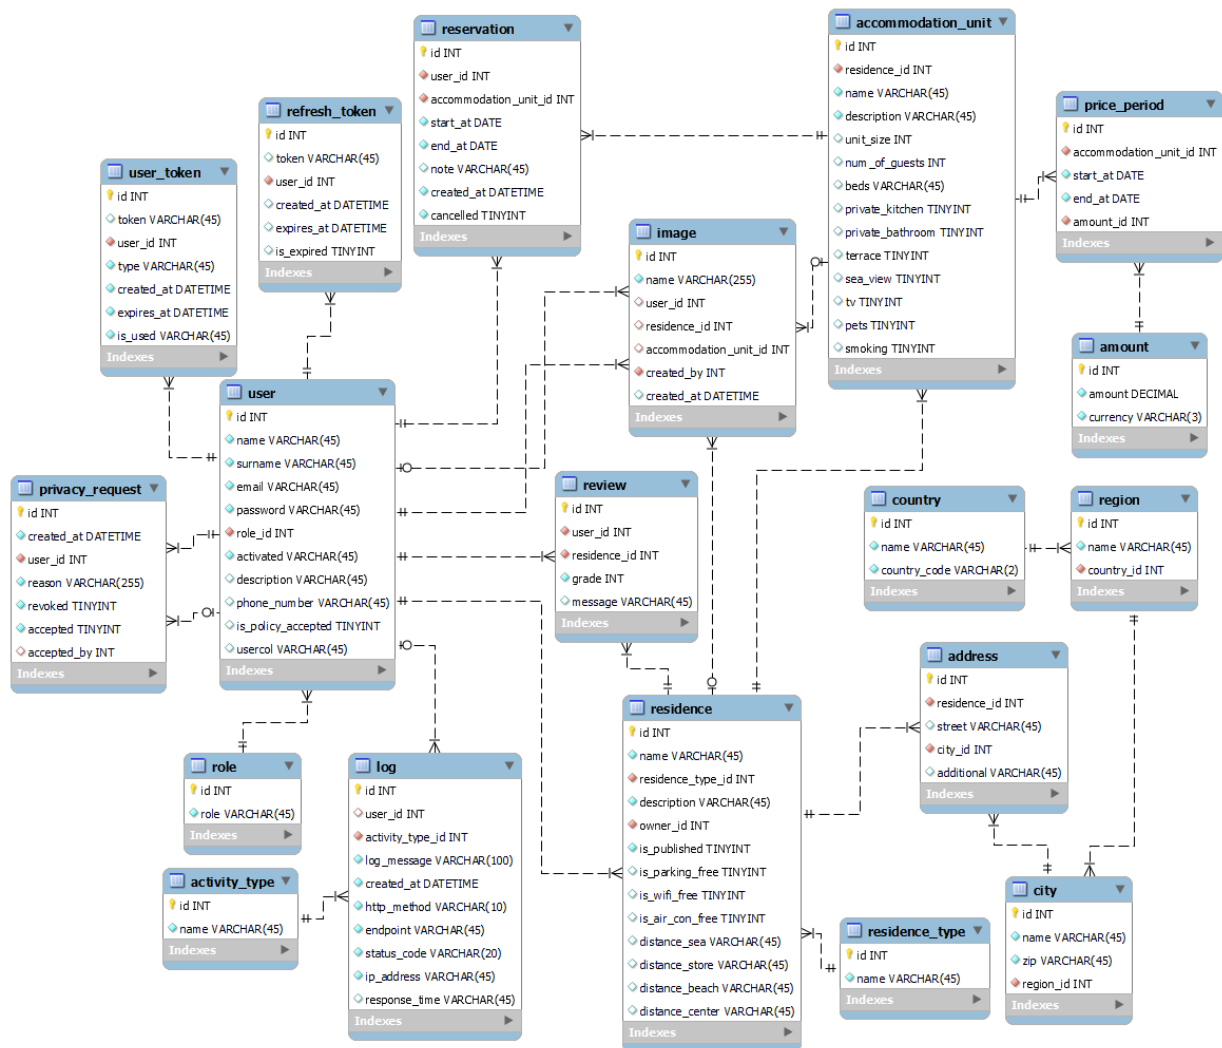 reservation
id INT
user_id INT
accommodation_unit_id INT
start_at DATE
end_at DATE
note VARCHAR(45)
created_at DATETIME
cancelled TINYINT
Indexes
accommodation_unit
id INT
residence_id INT
name VARCHAR(45)
description VARCHAR(45)
unit_size INT
num_of_guests INT
beds VARCHAR(45)
private_kitchen TINYINT
private_bathroom TINYINT
terrace TINYINT
sea_view TINYINT
tv TINYINT
pets TINYINT
smoking TINYINT
Indexes
price_period
id INT
accommodation_unit_id INT
start_at DATE
end_at DATE
amount_id INT
Indexes
refresh_token
id INT
token VARCHAR(45)
user_id INT
created_at DATETIME
expires_at DATETIME
is_expired TINYINT
Indexes
user_token
id INT
token VARCHAR(45)
user_id INT
type VARCHAR(45)
created_at DATETIME
expires_at DATETIME
is_used VARCHAR(45)
Indexes
image
id INT
name VARCHAR(255)
user_id INT
residence_id INT
accommodation_unit_id INT
created_by INT
created_at DATETIME
Indexes
amount
id INT
amount DECIMAL
currency VARCHAR(3)
Indexes
user
id INT
name VARCHAR(45)
surname VARCHAR(45)
email VARCHAR(45)
password VARCHAR(45)
role_id INT
activated VARCHAR(45)
description VARCHAR(45)
phone_number VARCHAR(45)
is_policy_accepted TINYINT
usercol VARCHAR(45)
Indexes
privacy_request
id INT
created_at DATETIME
user_id INT
reason VARCHAR(255)
revoked TINYINT
accepted TINYINT
accepted_by INT
Indexes
review
id INT
user_id INT
residence_id INT
grade INT
message VARCHAR(45)
Indexes
country
id INT
name VARCHAR(45)
country_code VARCHAR(2)
Indexes
region
id INT
name VARCHAR(45)
country_id INT
Indexes
address
id INT
residence_id INT
street VARCHAR(45)
city_id INT
additional VARCHAR(45)
Indexes
residence
id INT
name VARCHAR(45)
residence_type_id INT
description VARCHAR(45)
owner_id INT
is_published TINYINT
is_parking_free TINYINT
is_wifi_free TINYINT
is_air_con_free TINYINT
distance_sea VARCHAR(45)
distance_store VARCHAR(45)
distance_beach VARCHAR(45)
distance_center VARCHAR(45)
Indexes
role
id INT
role VARCHAR(45)
Indexes
log
id INT
user_id INT
activity_type_id INT
log_message VARCHAR(100)
created_at DATETIME
http_method VARCHAR(10)
endpoint VARCHAR(45)
status_code VARCHAR(20)
ip_address VARCHAR(45)
response_time VARCHAR(45)
Indexes
activity_type
id INT
name VARCHAR(45)
Indexes
residence_type
id INT
name VARCHAR(45)
Indexes
city
id INT
name VARCHAR(45)
zip VARCHAR(45)
region_id INT
Indexes